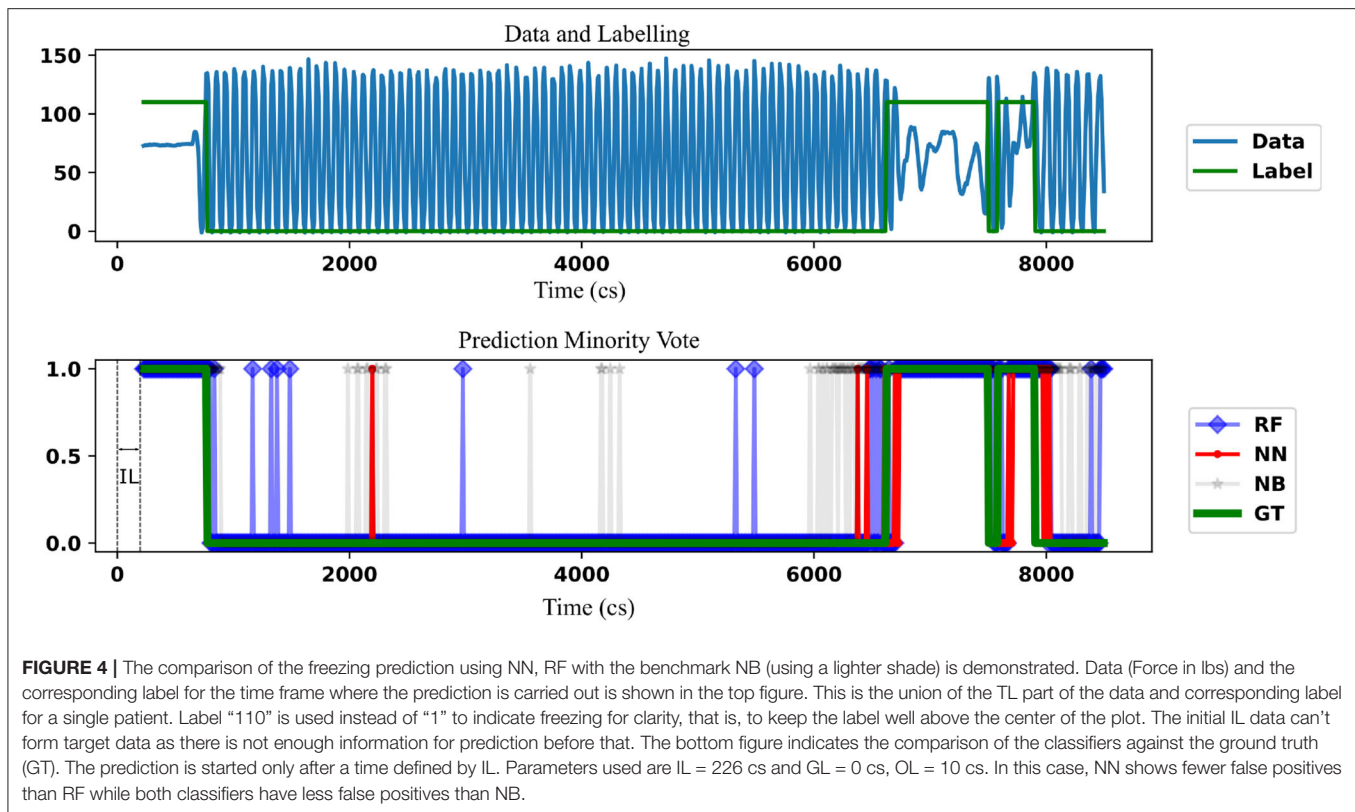 Data and Labelling
150
100
50
0
0 2000 4000 6000 8000
Time (cs)
Data
Label
Prediction Minority Vote
1.0
0.5
0.0
IL
0 2000 4000 6000 8000
Time (cs)
RF
NN
NB
GT
FIGURE 4 | The comparison of the freezing prediction using NN, RF with the benchmark NB (using a lighter shade) is demonstrated. Data (Force in lbs) and the
corresponding label for the time frame where the prediction is carried out is shown in the top figure. This is the union of the TL part of the data and corresponding label
for a single patient. Label “110” is used instead of “1” to indicate freezing for clarity, that is, to keep the label well above the center of the plot. The initial IL data can’t
form target data as there is not enough information for prediction before that. The bottom figure indicates the comparison of the classifiers against the ground truth
(GT). The prediction is started only after a time defined by IL. Parameters used are IL = 226 cs and GL = 0 cs, OL = 10 cs. In this case, NN shows fewer false positives
than RF while both classifiers have less false positives than NB.